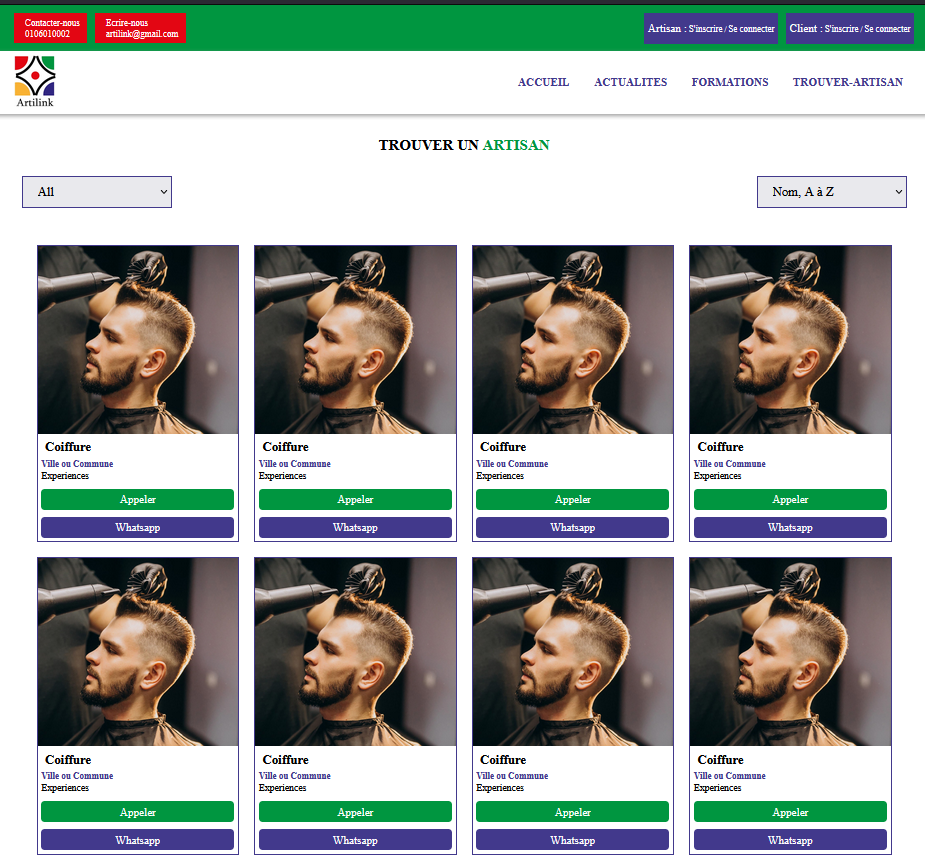 Contacter-nous
0106010002
Ecrire-nous
artilink@gmail.com
Artisan : S'inscrire / Se connecter
Client : S'inscrire / Se connecter
Artilink
ACCUEIL
ACTUALITES
FORMATIONS
TROUVER-ARTISAN
TROUVER UN ARTISAN
All
Nom, A à Z
Coiffure
Ville ou Commune
Experiences
Appeler
Whatsapp
Coiffure
Ville ou Commune
Experiences
Appeler
Whatsapp
Coiffure
Ville ou Commune
Experiences
Appeler
Whatsapp
Coiffure
Ville ou Commune
Experiences
Appeler
Whatsapp
Coiffure
Ville ou Commune
Experiences
Appeler
Whatsapp
Coiffure
Ville ou Commune
Experiences
Appeler
Whatsapp
Coiffure
Ville ou Commune
Experiences
Appeler
Whatsapp
Coiffure
Ville ou Commune
Experiences
Appeler
Whatsapp